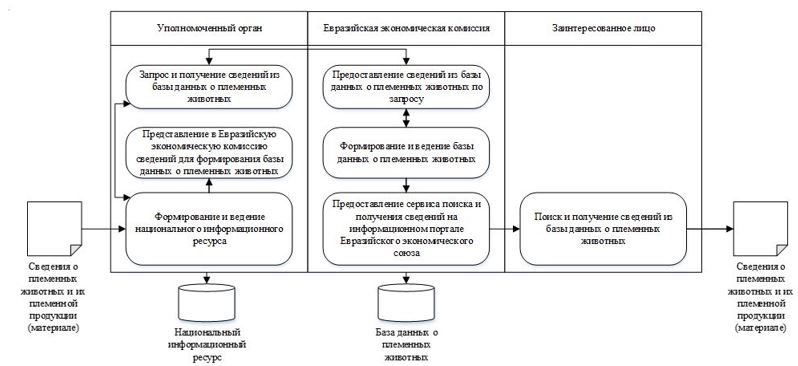 Уполномоченный орган
Евразийская экономическая комиссия
Заинтересованное лицо
Запрос и получение сведений из
базы данных о племенных
животных
Предоставление сведений из базы
данных о племенных животных по
запросу
Представление в Евразийскую
экономическую комиссию
сведений для формирования базы
данных о племенных животных
Формирование и ведение базы
данных о племенных животных
Формирование и ведение
национального информационного
ресурса
Предоставление сервиса поиска и
получения сведений на
информационном портале
Евразийского экономического
союза
Поиск и получение сведений из
базы данных о племенных
животных
Сведения о
племенных
животных и их
племенной
продукции
(материале)
Сведения о
племенных
животных и их
племенной
продукции
(материале)
Национальный
информационный
ресурс
База данных о
племенных
животных